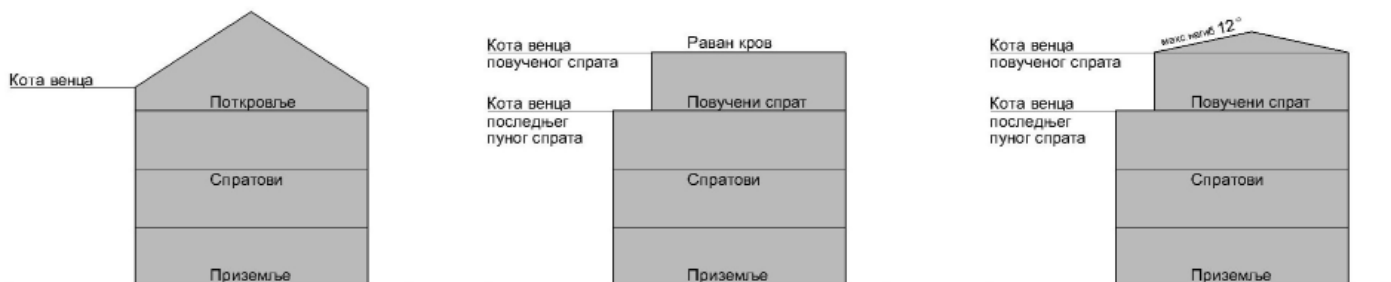 Кота венца
Поткровље
Спратови
Приземље
Кота венца
повученог спрата
Раван кров
Кота венца
последњег
пуног спрата
Повучени спрат
Спратови
Приземље
Кота венца
повученог спрата
макс нагиб 12°
Кота венца
последњег
пуног спрата
Повучени спрат
Спратови
Приземље